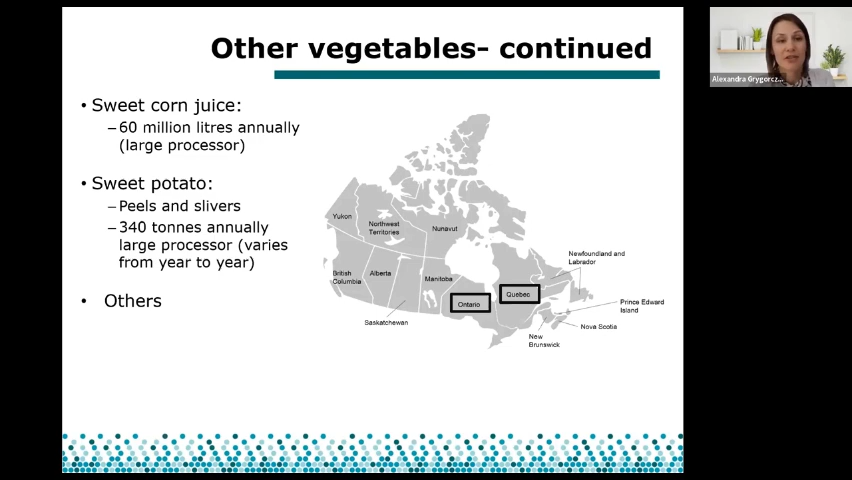 Other vegetables- continued
Alexandra Grygorcz...
• Sweet corn juice:
–60 million litres annually
(large processor)
• Sweet potato:
–Peels and slivers
–340 tonnes annually
large processor (varies
from year to year)
• Others
Yukon
Northwest
Territories
Nunavut
British
Columbia
Alberta
Manitoba
Saskatchewan
Ontario
Quebec
Newfoundland and
Labrador
Prince Edward
Island
Nova Scotia
New
Brunswick